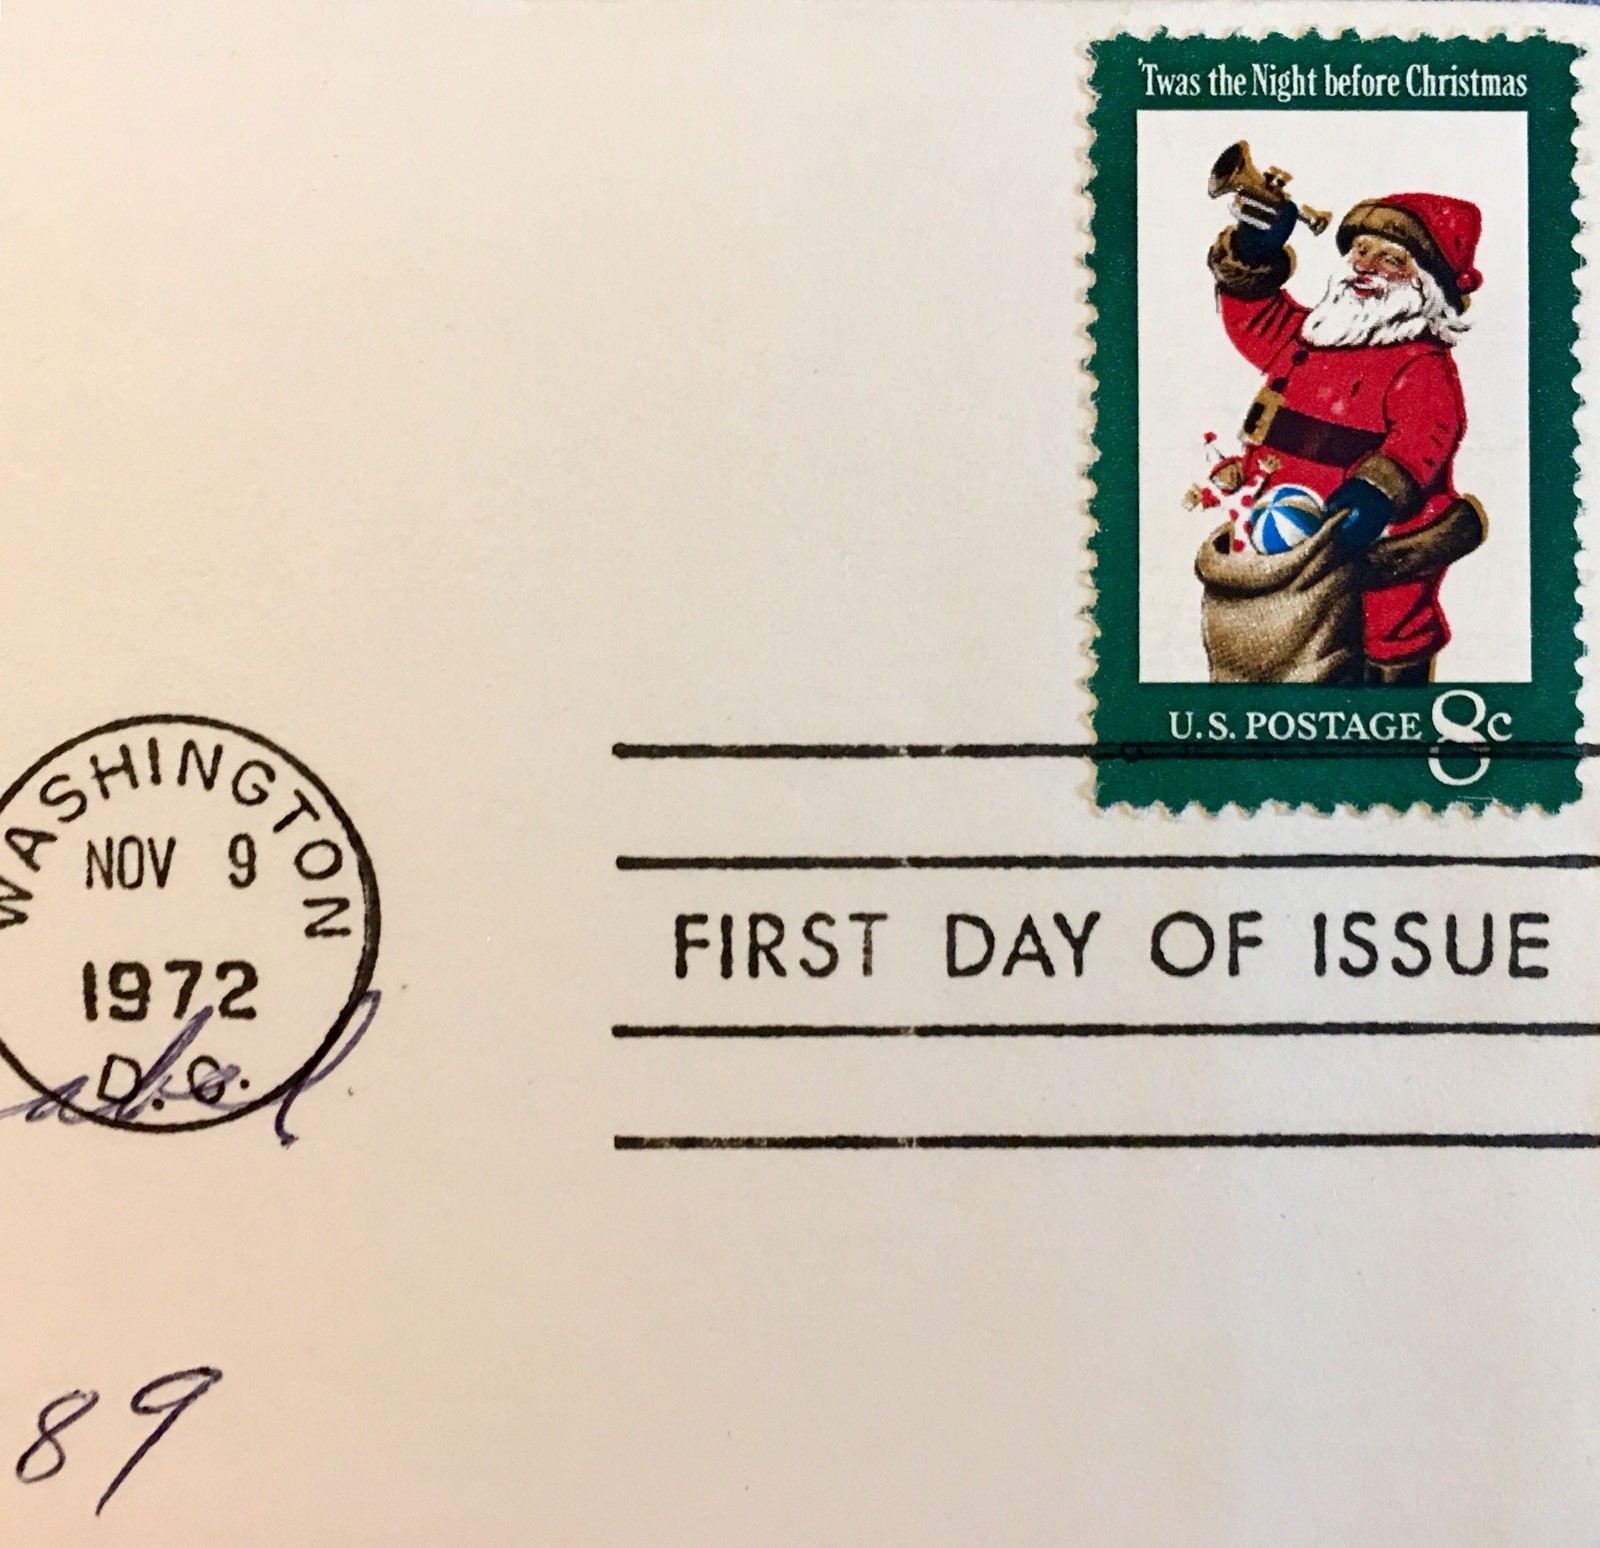 'Twas the Night before Christmas
U.S. POSTAGE 8c
WASHINGTON
NOV 9
1972
D.C.
FIRST DAY OF ISSUE
89